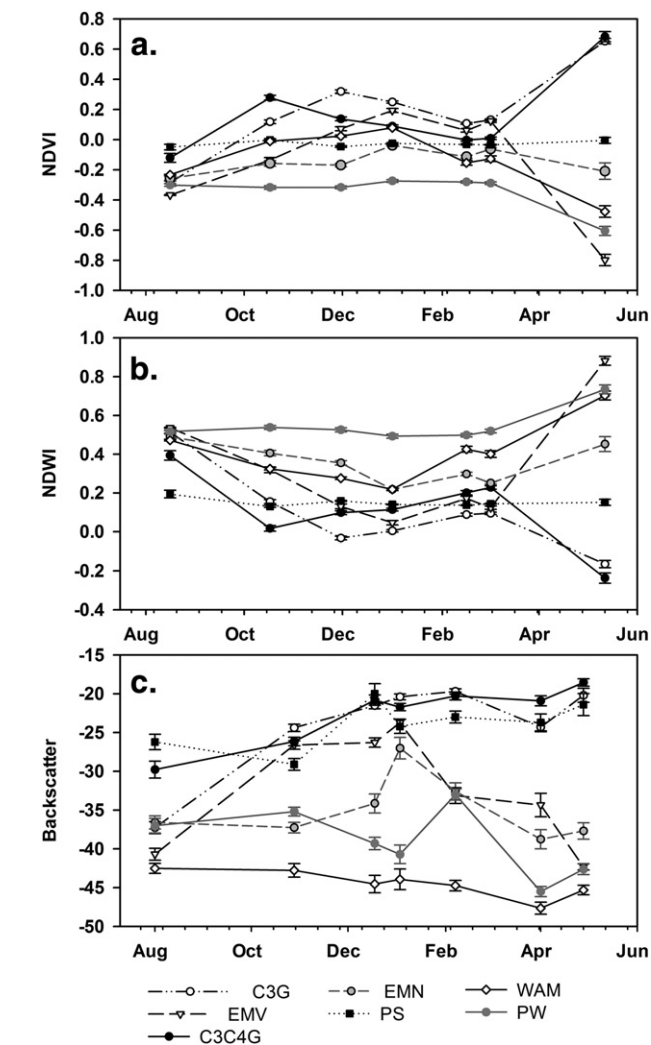 a.
0.8
0.6
0.4
0.2
0.0
-0.2
-0.4
-0.6
-0.8
-1.0
NDVI
Aug Oct Dec Feb Apr Jun
b.
1.0
0.8
0.6
0.4
0.2
0.0
-0.2
-0.4
NDWI
Aug Oct Dec Feb Apr Jun
c.
-15
-20
-25
-30
-35
-40
-45
-50
Backscatter
Aug Oct Dec Feb Apr Jun
C3G EMN WAM
EMV PS PW
C3C4G